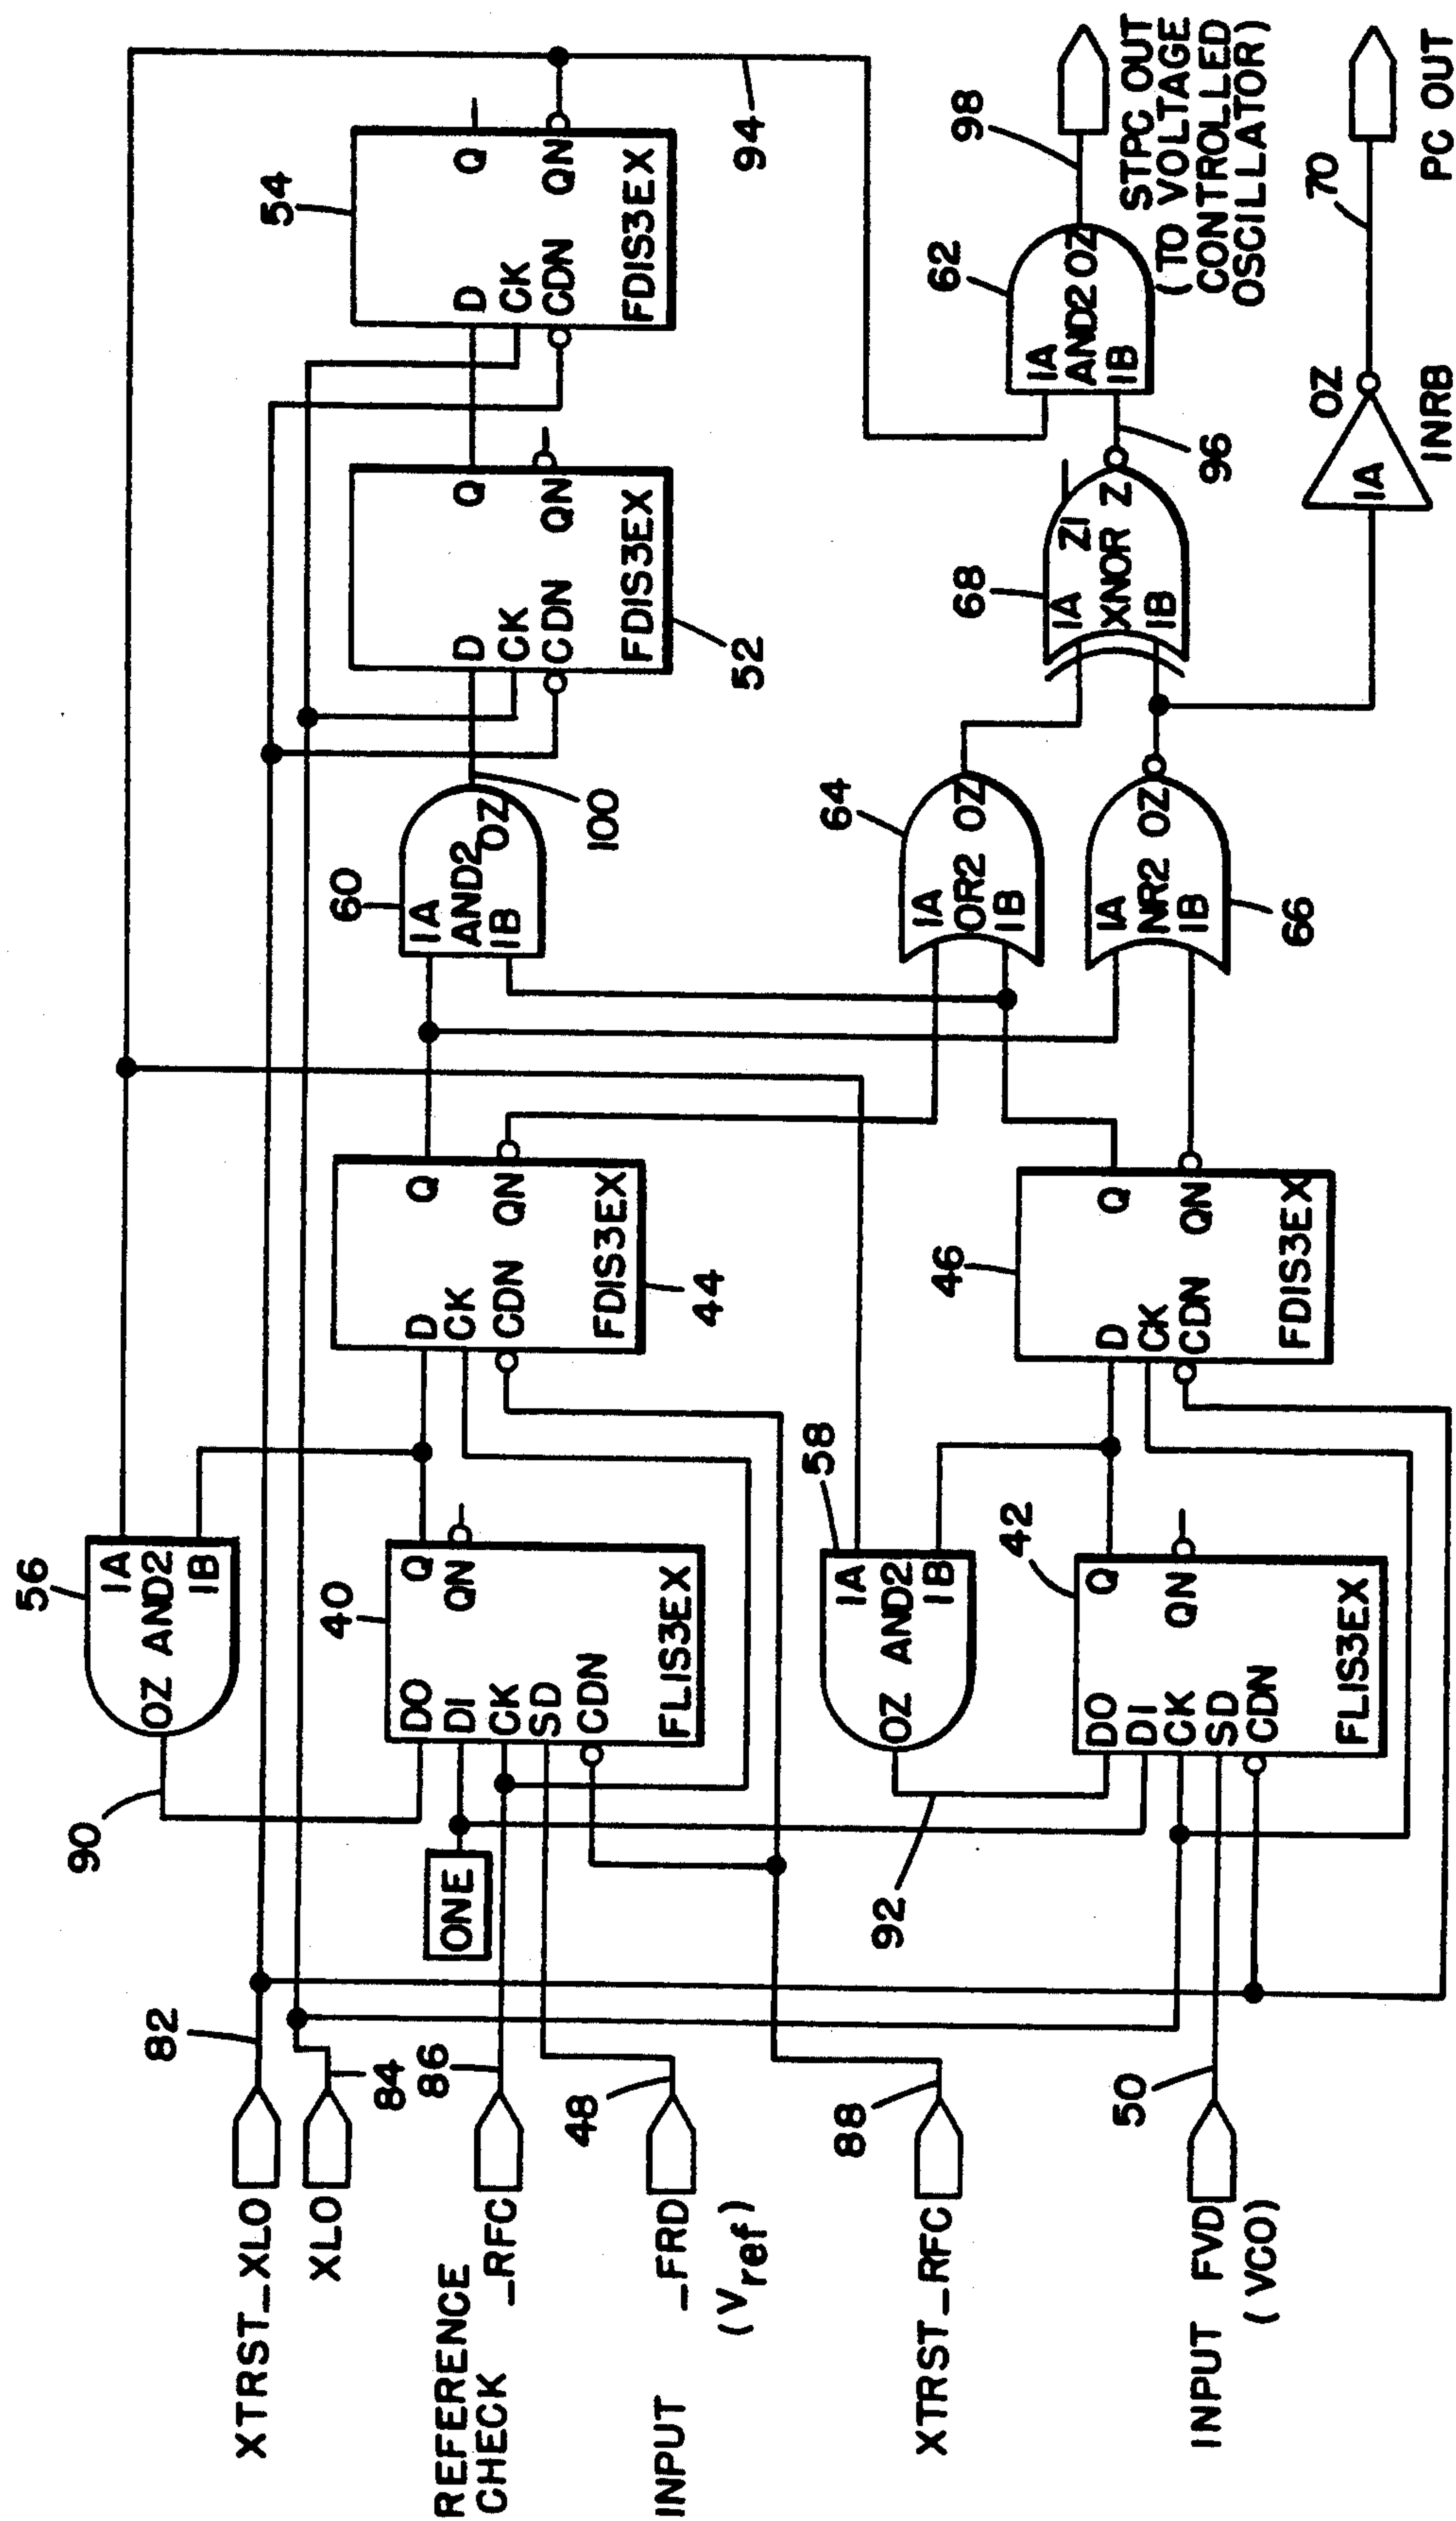 XTRST_XLO
82
XLO
84
REFERENCE
CHECK _RFC
86
INPUT _FRD
(Vref)
48
XTRST_RFC
88
INPUT FVD
(VCO)
50
90
56
OZ AND2
IA
IB
ONE
40
DO
DI
CK
SD
CDN
Q
QN
FLIS3EX
92
58
OZ AND2
IA
IB
42
DO
DI
CK
SD
CDN
Q
QN
FLIS3EX
44
D
CK
CDN
Q
QN
FDIS3EX
46
D
CK
CDN
Q
QN
FDIS3EX
60
IA
AND2
IB
OZ
100
64
IA
OR2
IB
OZ
66
IA
NR2
IB
OZ
52
D
CK
CDN
Q
QN
FDIS3EX
54
D
CK
CDN
Q
QN
FDIS3EX
94
68
IA
XNOR
IB
ZI
Z
96
62
IA
AND2
IB
OZ
98
STPC OUT
(TO VOLTAGE
CONTROLLED
OSCILLATOR)
IA
OZ
INRB
70
PC OUT